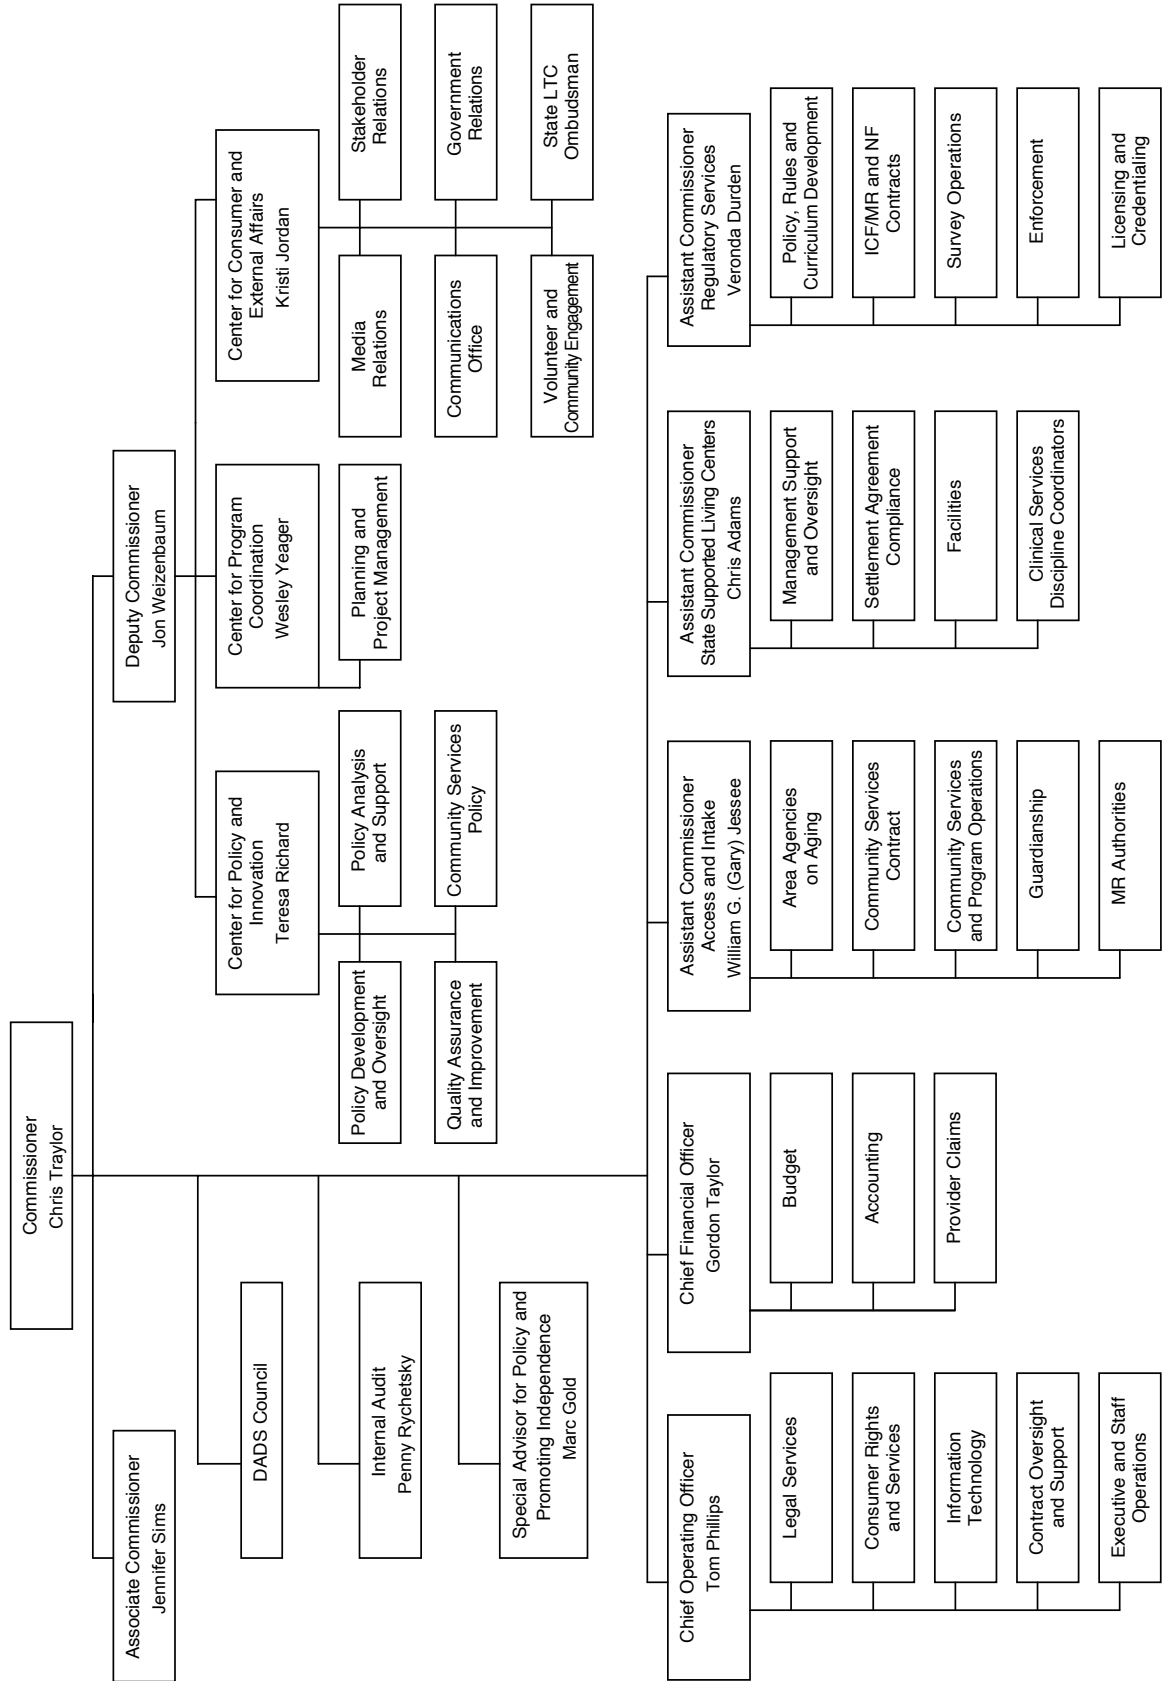 Commissioner
Chris Traylor
Associate Commissioner
Jennifer Sims
Deputy Commissioner
Jon Weizenbaum
DADS Council
Internal Audit
Penny Rychetsky
Special Advisor for Policy and
Promoting Independence
Marc Gold
Center for Policy and
Innovation
Teresa Richard
Policy Development
and Oversight
Policy Analysis
and Support
Quality Assurance
and Improvement
Community Services
Policy
Center for Program
Coordination
Wesley Yeager
Planning and
Project Management
Center for Consumer and
External Affairs
Kristi Jordan
Media
Relations
Stakeholder
Relations
Communications
Office
Government
Relations
Volunteer and
Community Engagement
State LTC
Ombudsman
Chief Operating Officer
Tom Phillips
Legal Services
Consumer Rights
and Services
Information
Technology
Contract Oversight
and Support
Executive and Staff
Operations
Chief Financial Officer
Gordon Taylor
Budget
Accounting
Provider Claims
Assistant Commissioner
Access and Intake
William G. (Gary) Jessee
Area Agencies
on Aging
Community Services
Contract
Community Services
and Program Operations
Guardianship
MR Authorities
Assistant Commissioner
State Supported Living Centers
Chris Adams
Management Support
and Oversight
Settlement Agreement
Compliance
Facilities
Clinical Services
Discipline Coordinators
Assistant Commissioner
Regulatory Services
Veronda Durden
Policy, Rules and
Curriculum Development
ICF/MR and NF
Contracts
Survey Operations
Enforcement
Licensing and
Credentialing